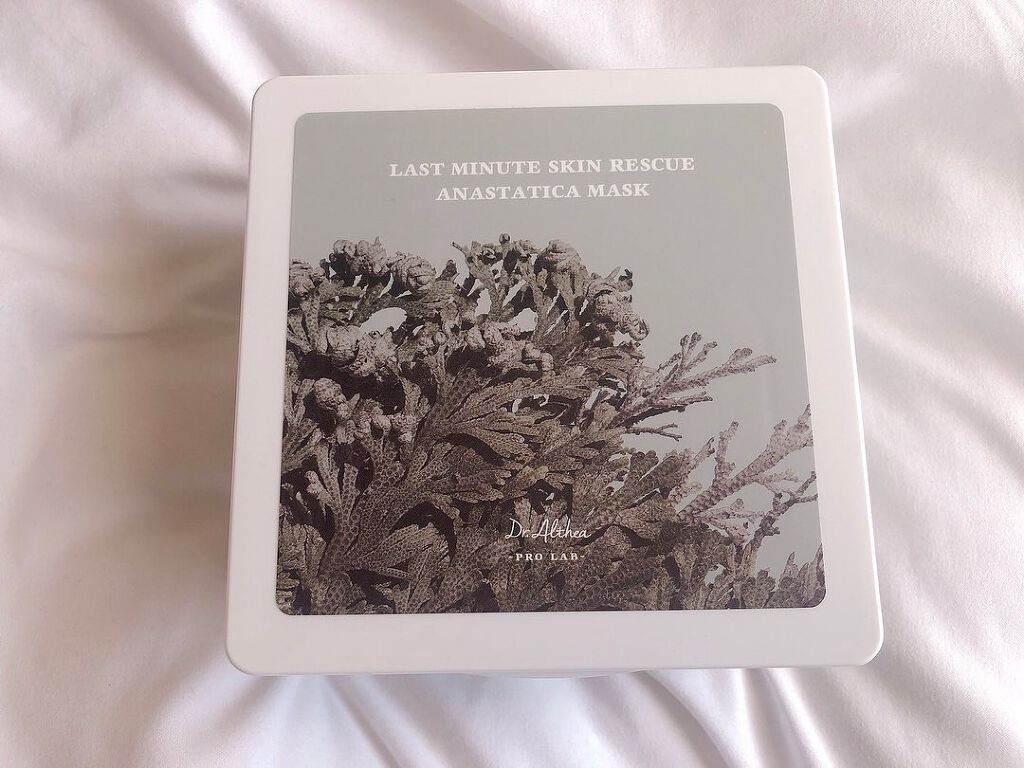 LAST MINUTE SKIN RESCUE
ANASTATICA MASK
Dr.Althea
-PRO LAB-